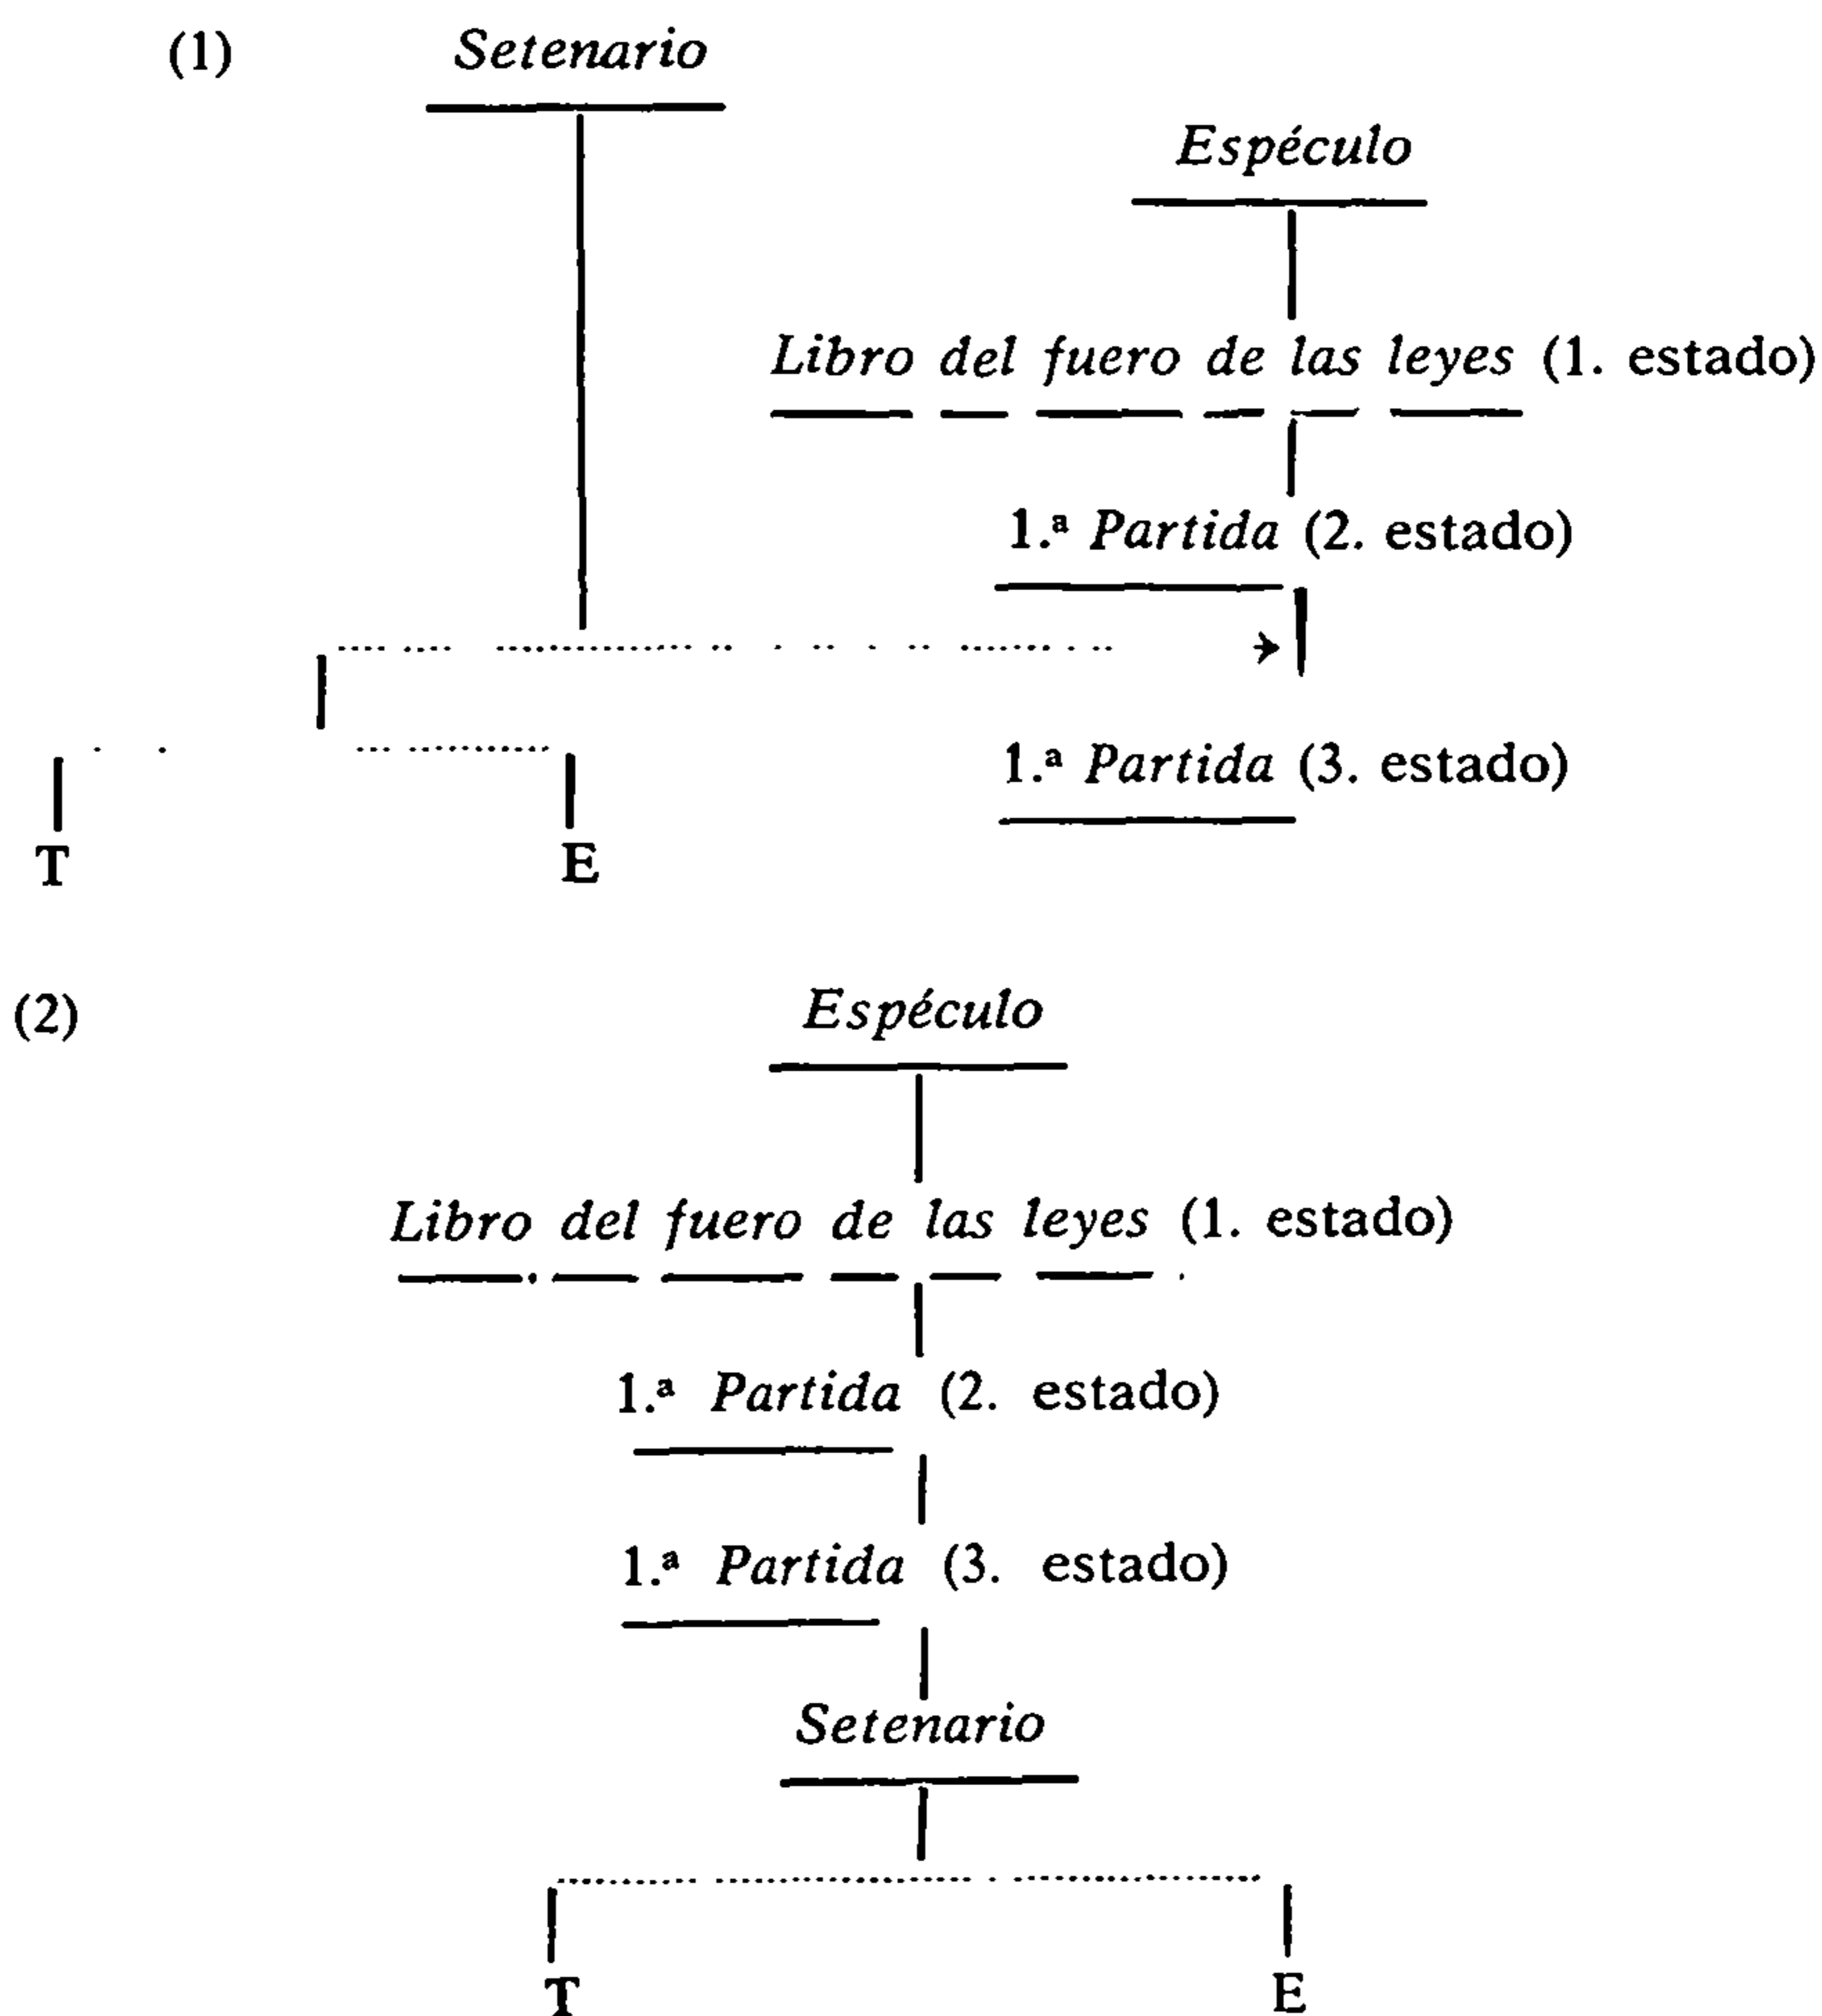 (1) Setenario
Espéculo
Libro del fuero de las leyes (1. estado)
1.ª Partida (2. estado)
1.ª Partida (3. estado)
T E
(2) Espéculo
Libro del fuero de las leyes (1. estado)
1.ª Partida (2. estado)
1.ª Partida (3. estado)
Setenario
T E